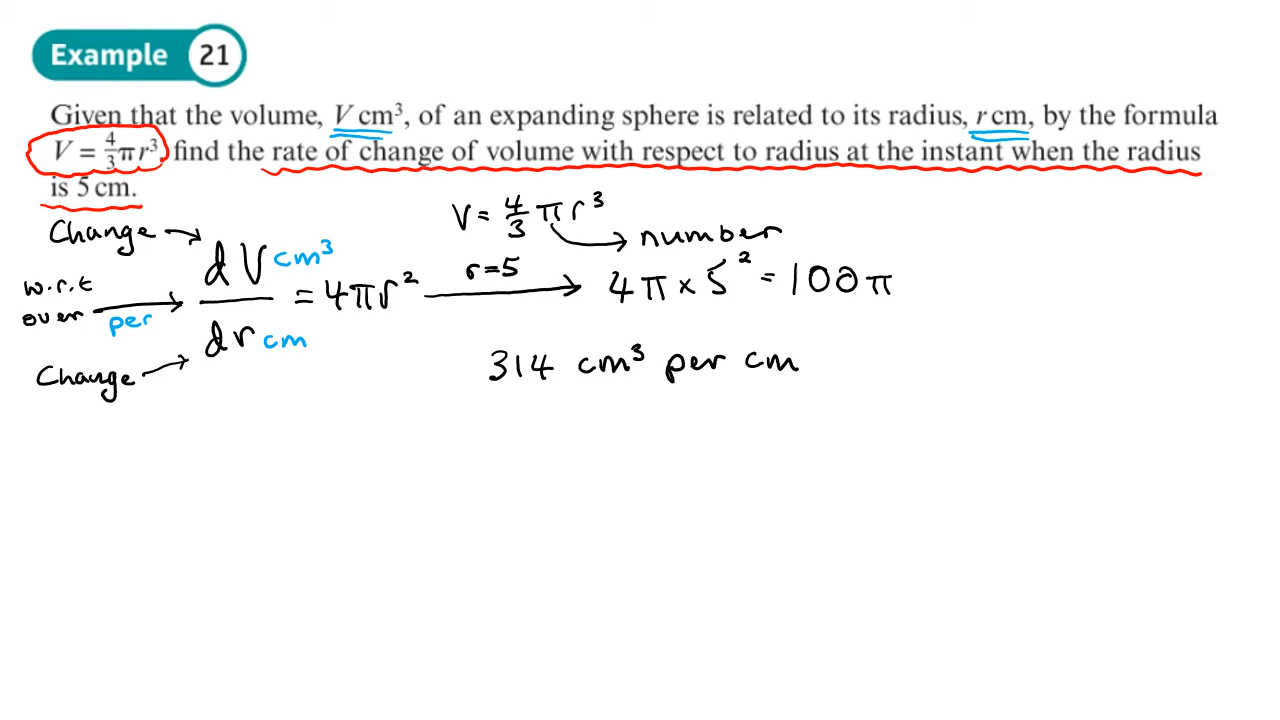 Example 21
Given that the volume, V cm³, of an expanding sphere is related to its radius, r cm, by the formula
V = 4/3 πr³, find the rate of change of volume with respect to radius at the instant when the radius
is 5 cm.
V = 4/3 πr³
Change →
→ number
dV cm³
w.r.t
over
per
→
dr cm
= 4πr²
r=5
→ 4π × 5² = 100π
Change →
314 cm³ per cm